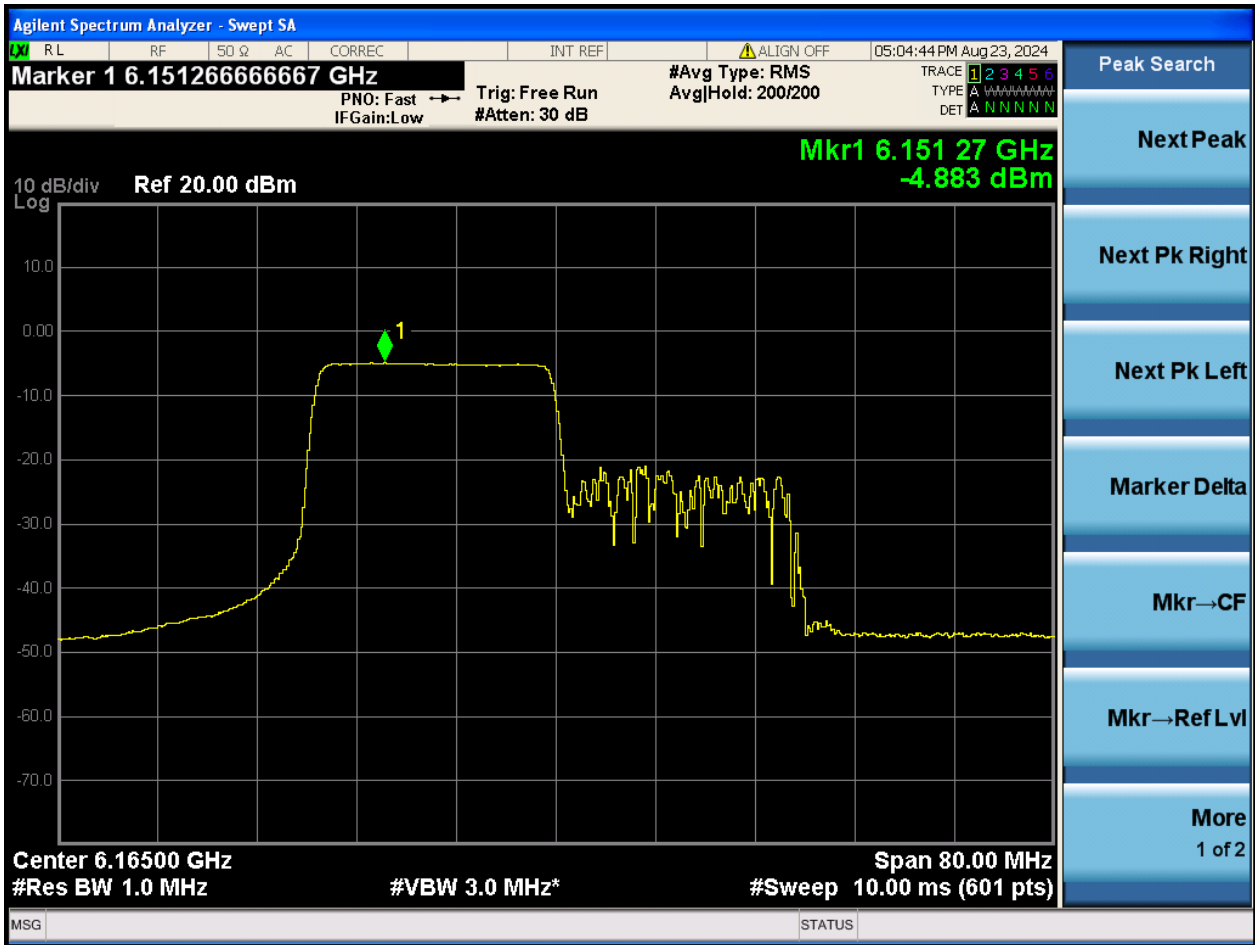 Agilent Spectrum Analyzer - Swept SA
LXI RL RF 50 Ω AC CORREC INT REF ALIGN OFF 05:04:44 PM Aug 23, 2024
Marker 1 6.151266666667 GHz
PNO: Fast
IFGain:Low
Trig: Free Run
#Atten: 30 dB
#Avg Type: RMS
Avg|Hold: 200/200
TRACE 1 2 3 4 5 6
TYPE A WWWWW
DET A N N N N N
Mkr1 6.151 27 GHz
-4.883 dBm
10 dB/div Ref 20.00 dBm
Log
10.0
0.00
1
-10.0
-20.0
-30.0
-40.0
-50.0
-60.0
-70.0
Center 6.16500 GHz Span 80.00 MHz
#Res BW 1.0 MHz #VBW 3.0 MHz* #Sweep 10.00 ms (601 pts)
MSG STATUS
Peak Search
Next Peak
Next Pk Right
Next Pk Left
Marker Delta
Mkr→CF
Mkr→Ref Lvl
More
1 of 2